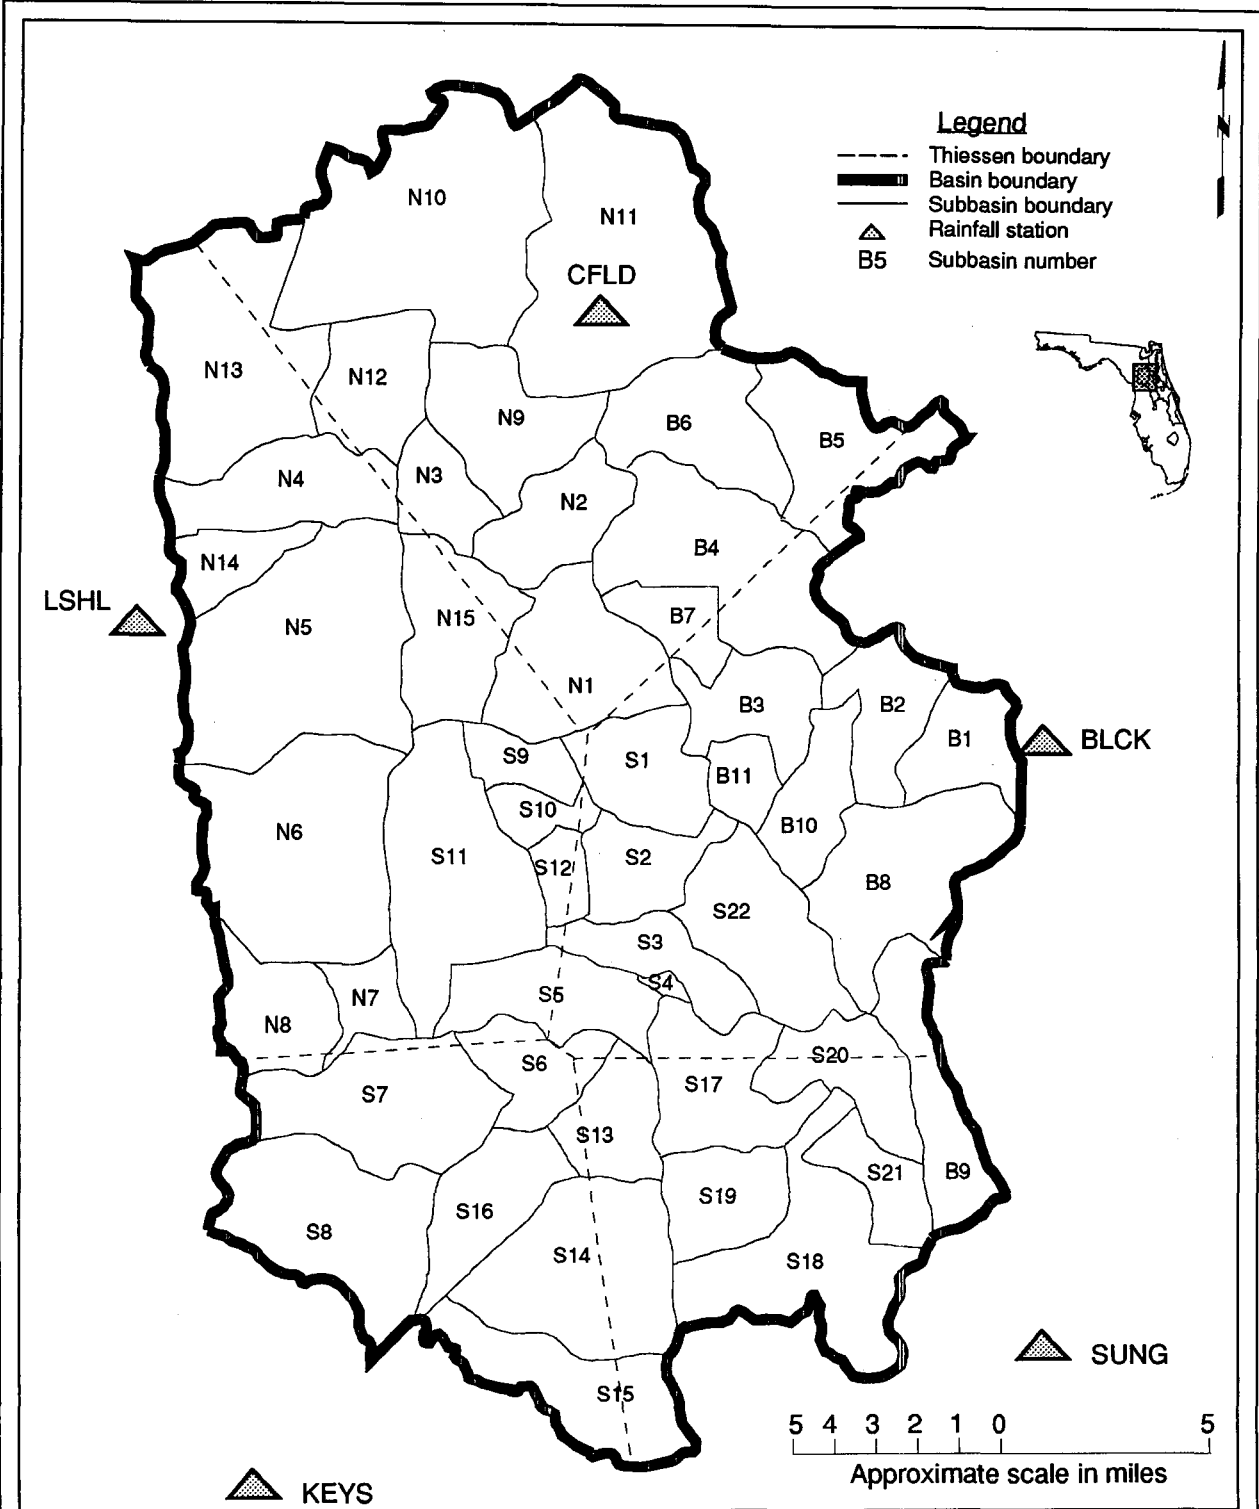 Legend
Thiessen boundary
Basin boundary
Subbasin boundary
Rainfall station
B5 Subbasin number
N
N10
N11
CFLD
N13
N12
N9
B6
B5
N4
N3
N2
B4
N14
LSHL
N5
N15
B7
N1
B3
B2
B1
BLCK
S9
S1
B11
S10
B10
N6
S11
S12
S2
B8
S22
S3
S4
S5
N7
N8
S6
S20
S7
S17
S13
S21
B9
S19
S16
S8
S14
S18
SUNG
S15
5 4 3 2 1 0 5
Approximate scale in miles
KEYS